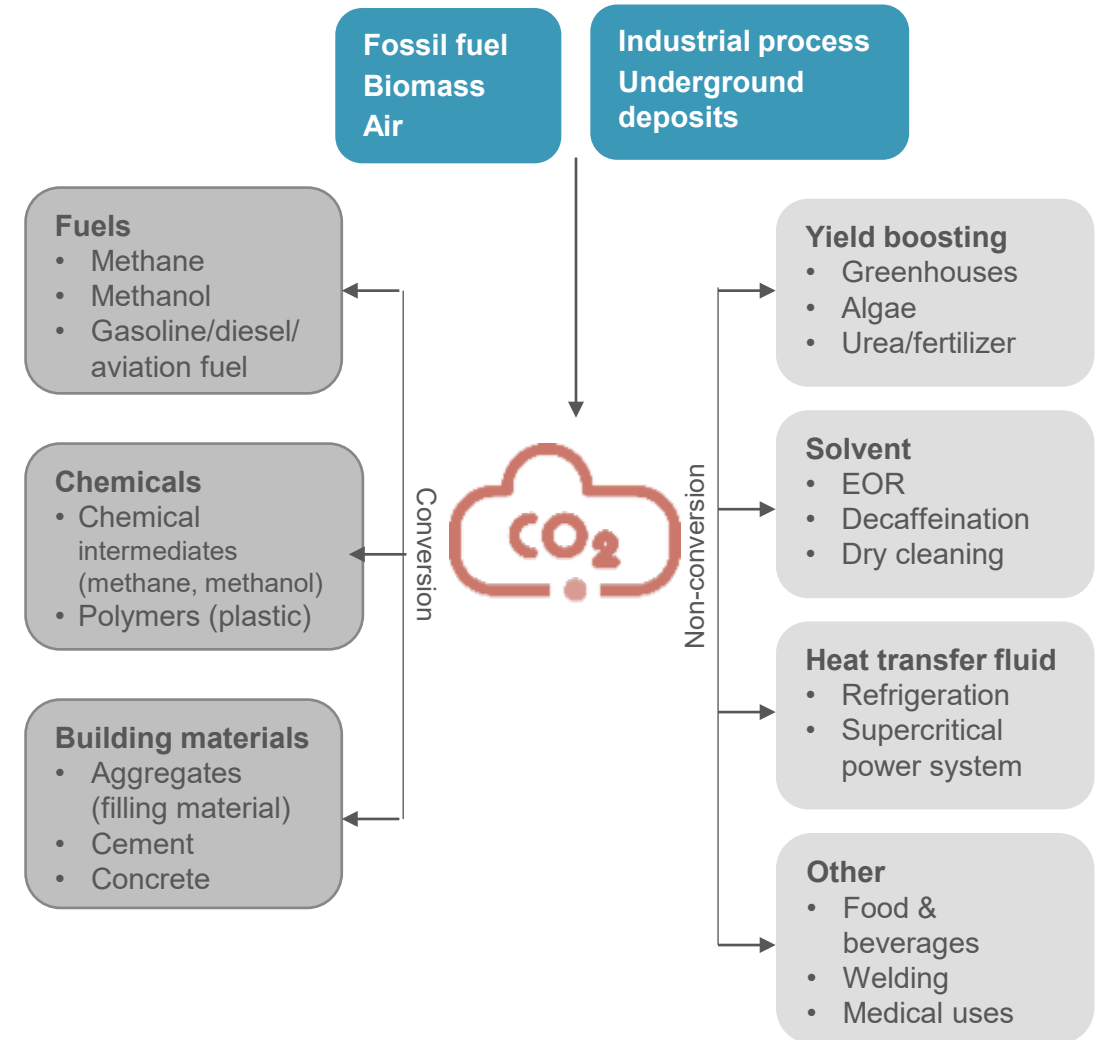 Fossil fuel
Biomass
Air
Industrial process
Underground
deposits
Fuels
• Methane
• Methanol
• Gasoline/diesel/
aviation fuel
Chemicals
• Chemical
intermediates
(methane, methanol)
• Polymers (plastic)
Building materials
• Aggregates
(filling material)
• Cement
• Concrete
Conversion
CO2
Non-conversion
Yield boosting
• Greenhouses
• Algae
• Urea/fertilizer
Solvent
• EOR
• Decaffeination
• Dry cleaning
Heat transfer fluid
• Refrigeration
• Supercritical
power system
Other
• Food &
beverages
• Welding
• Medical uses